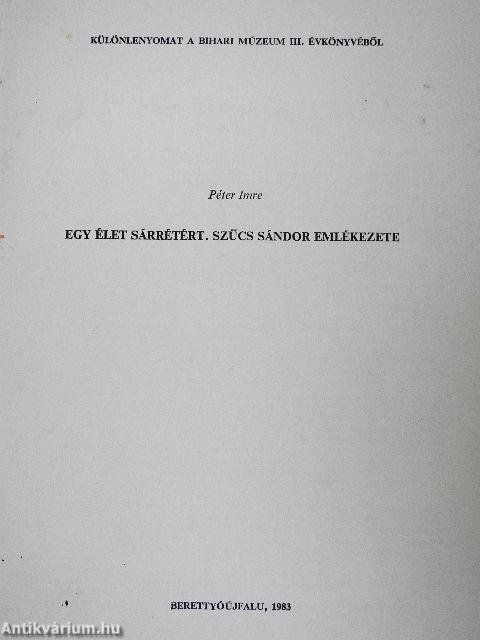 KÜLÖNLENYOMAT A BIHARI MÚZEUM III. ÉVKÖNYVÉBŐL
Péter Imre
EGY ÉLET SÁRRÉTÉRT. SZŰCS SÁNDOR EMLÉKEZETE
BERETTYÓÚJFALU, 1983
Antikvárium.hu